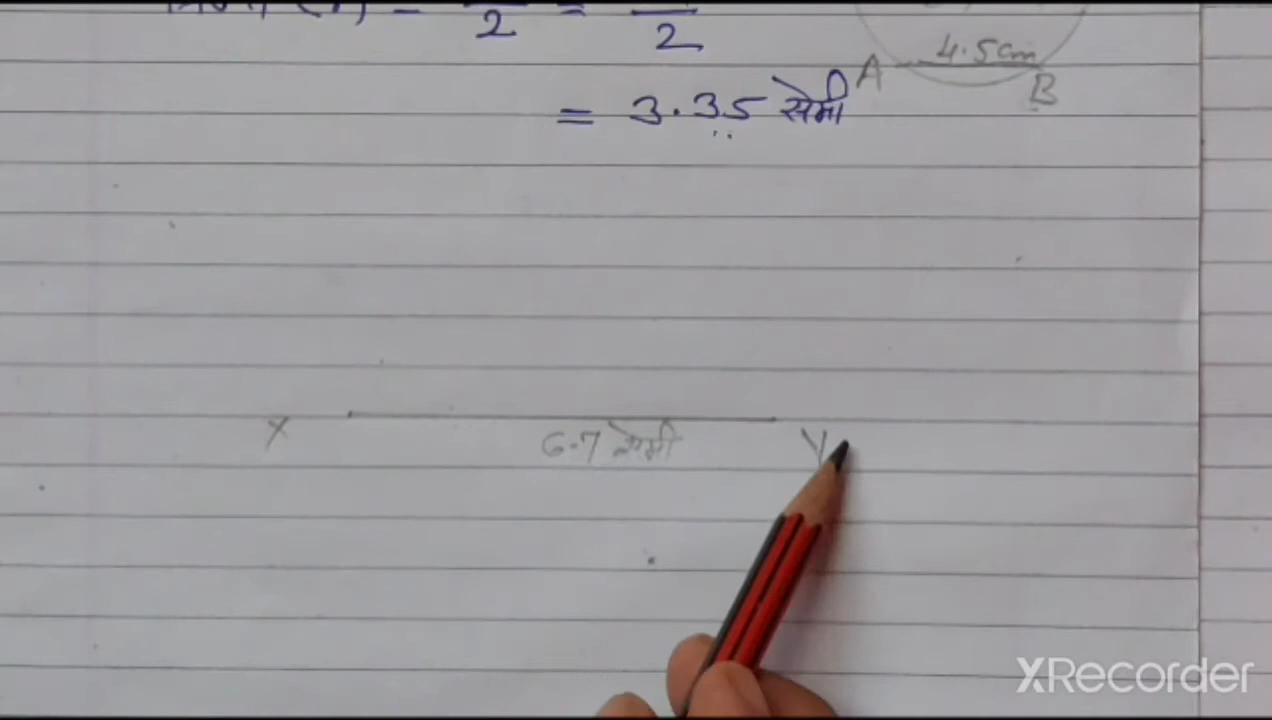 2 = 2
4.5cm
A B
= 3.35 सेमी
X 6.7 सेमी Y
XRecorder